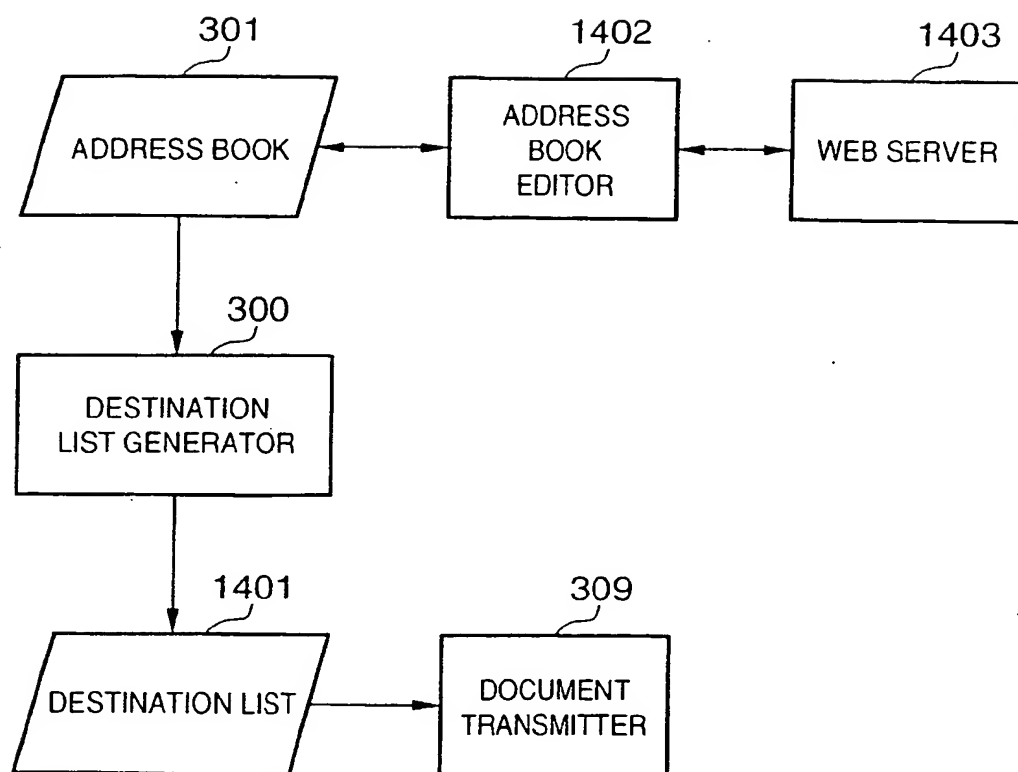 301
1402
1403
ADDRESS BOOK
ADDRESS
BOOK
EDITOR
WEB SERVER
300
DESTINATION
LIST GENERATOR
1401
309
DESTINATION LIST
DOCUMENT
TRANSMITTER